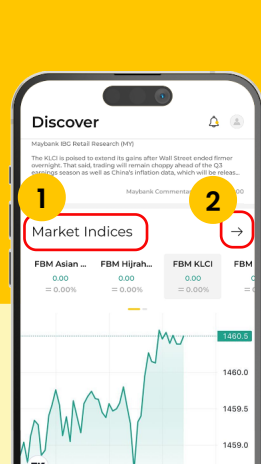 Discover
Maybank IBG Retail Research (MY)
The KLCI is poised to extend its gains after Wall Street ended firmer
overnight. That said, trading will remain choppy ahead of the Q3
earnings season as well as China's inflation data, which will be releas...
Maybank Commenta
00
1
2
Market Indices
→
FBM Asian ... FBM Hijrah... FBM KLCI FBM
0.00 0.00 0.00 0
= 0.00% = 0.00% = 0.00% =
1460.5
1460.0
1459.5
1459.0